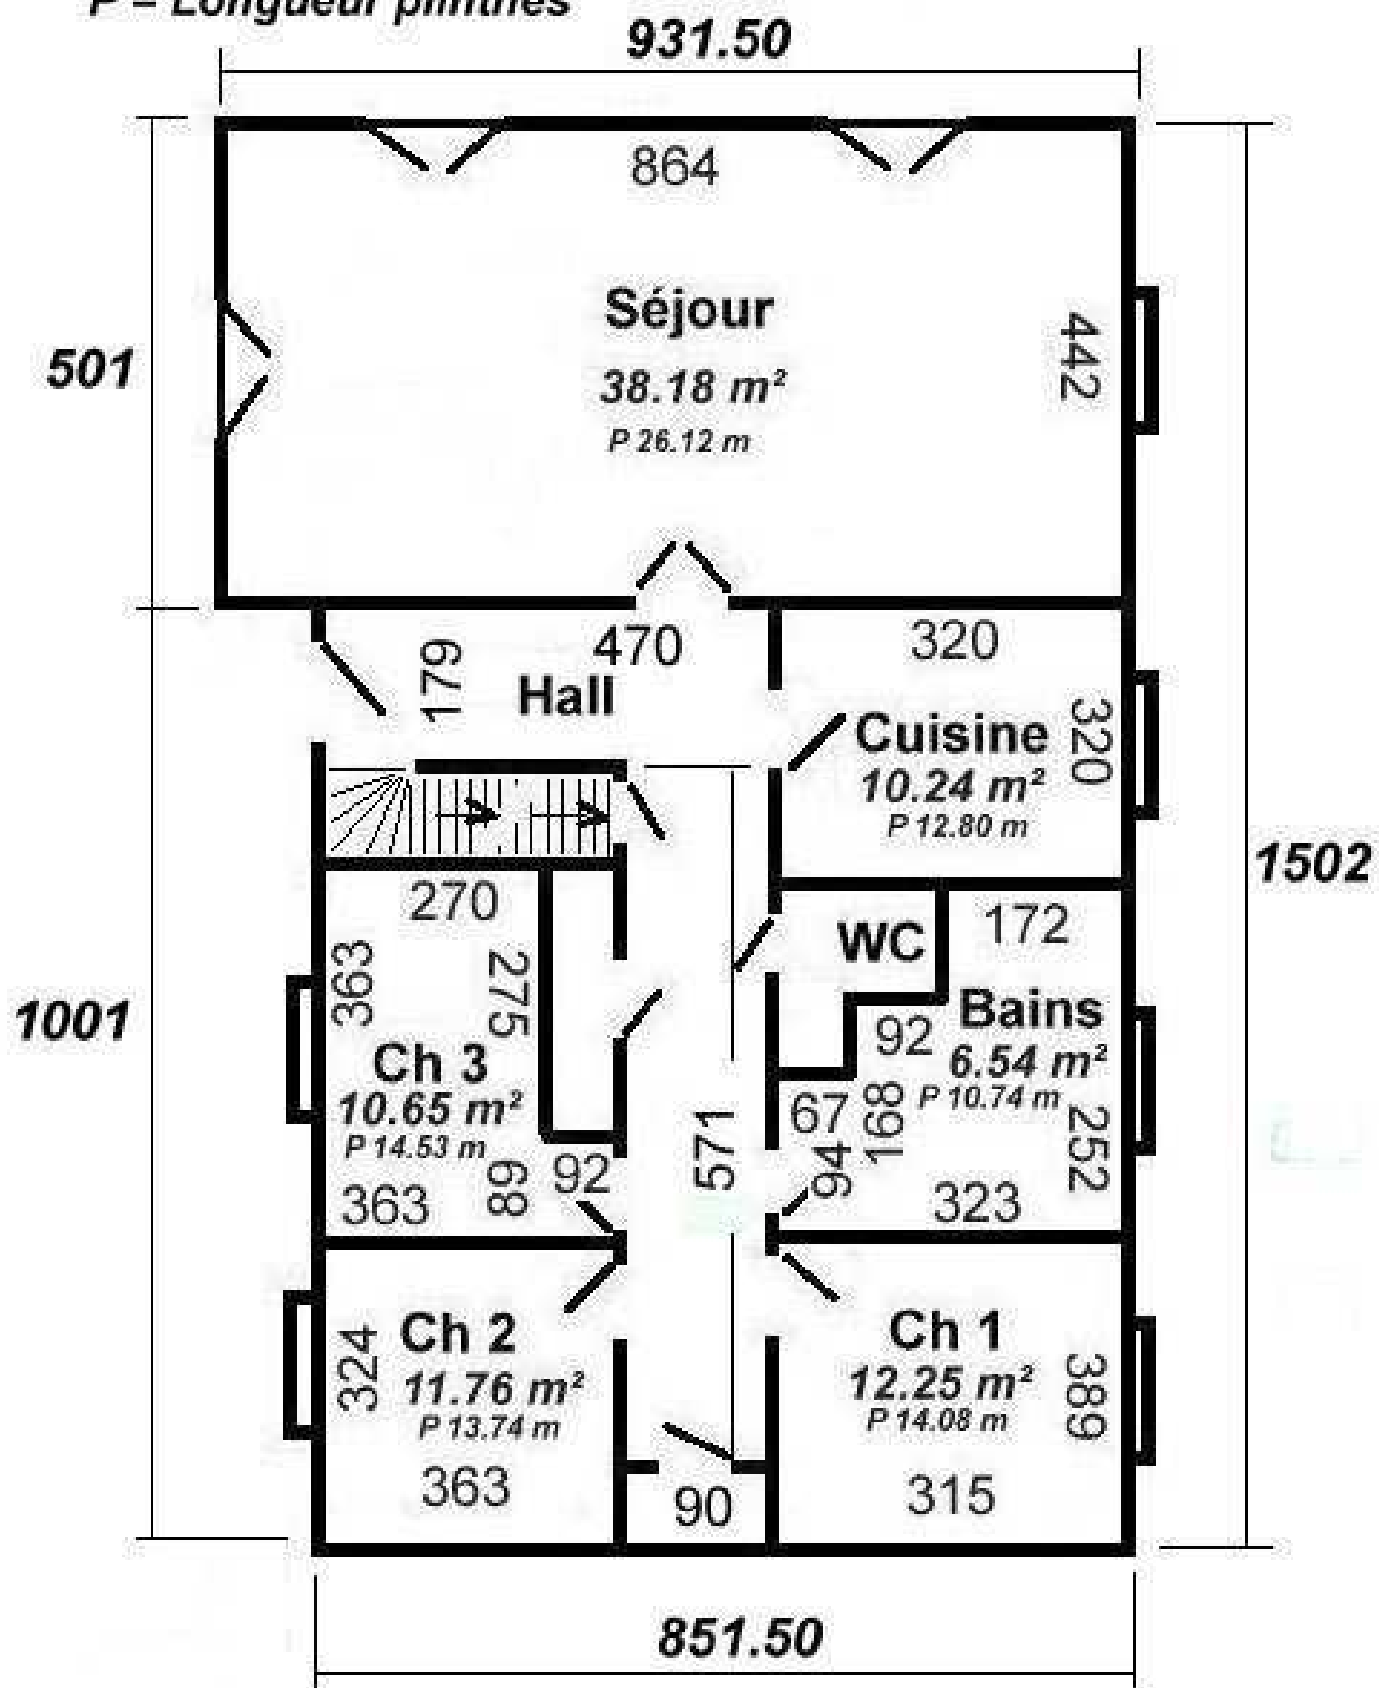 P = Longueur plinthes
931.50
864
Séjour
38.18 m²
P 26.12 m
442
501
470
179
Hall
320
Cuisine
320
10.24 m²
P 12.80 m
1502
270
363
275
WC
172
Bains
92
6.54 m²
P 10.74 m
1001
Ch 3
10.65 m²
P 14.53 m
67
168
94
252
571
68
92
363
323
Ch 2
324
11.76 m²
P 13.74 m
363
Ch 1
12.25 m²
P 14.08 m
389
315
90
851.50